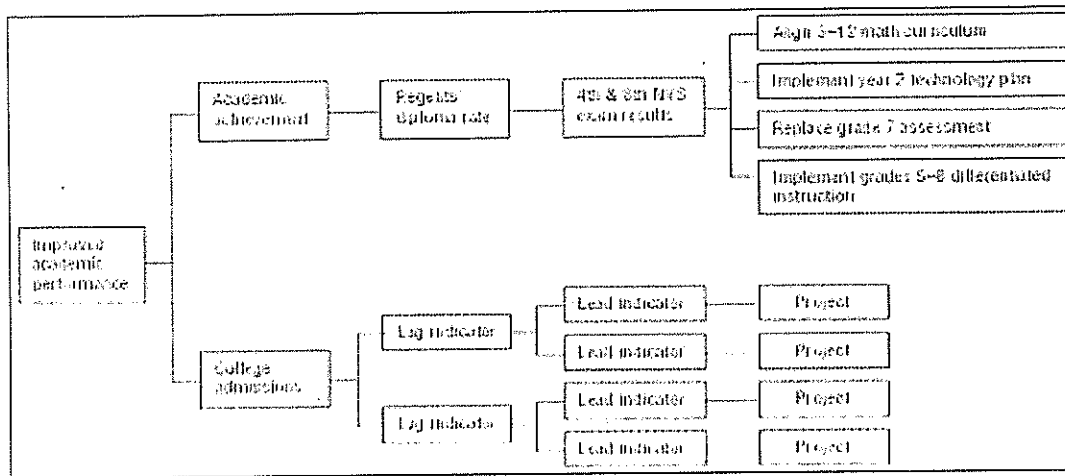 Align 3-12 math curriculum
Implement year 2 technology plan
Replace grade 7 assessment
Implement grades 5-8 differentiated
instruction
Academic
achievement
Regents'
diploma rate
4th & 8th NYS
exam results
Improved
academic
performance
College
admissions
Lag indicator
Lead indicator
Project
Lead indicator
Project
Lag indicator
Lead indicator
Project
Lead indicator
Project